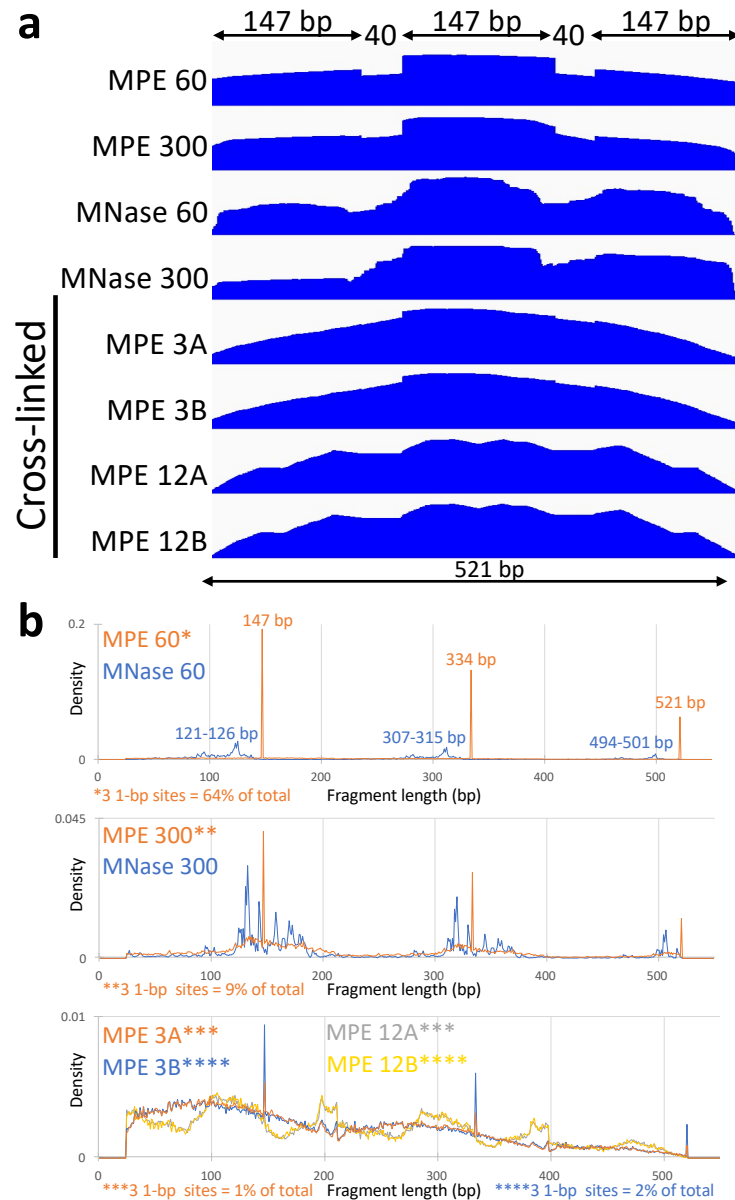 a
147 bp 40 147 bp 40 147 bp
MPE 60
MPE 300
MNase 60
MNase 300
Cross-linked
MPE 3A
MPE 3B
MPE 12A
MPE 12B
521 bp
b
0.2
Density
0
MPE 60*
MNase 60
147 bp
334 bp
521 bp
121-126 bp
307-315 bp
494-501 bp
0 100 200 300 400 500
*3 1-bp sites = 64% of total
Fragment length (bp)
0.045
Density
0
MPE 300**
MNase 300
0 100 200 300 400 500
**3 1-bp sites = 9% of total
Fragment length (bp)
0.01
Density
0
MPE 3A***
MPE 12A***
MPE 3B****
MPE 12B****
0 100 200 300 400 500
***3 1-bp sites = 1% of total
Fragment length (bp)
****3 1-bp sites = 2% of total